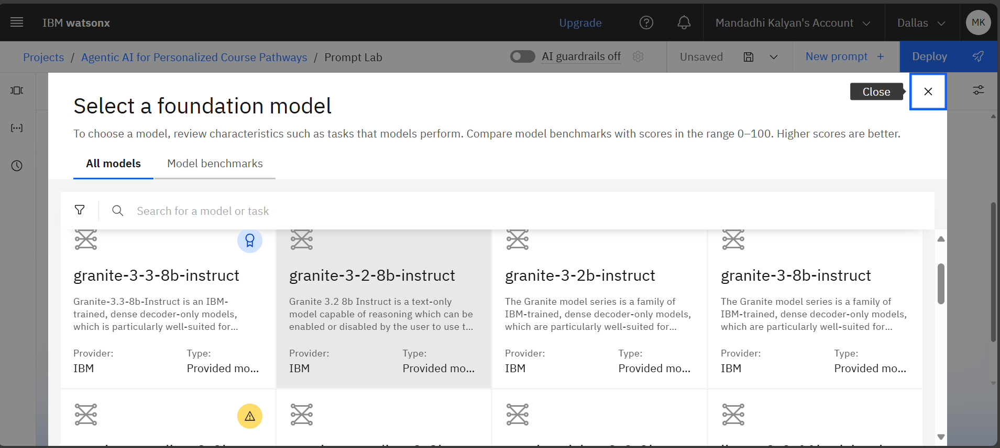 IBM watsonx
Upgrade
Mandadhi Kalyan's Account
Dallas
MK
Projects / Agentic AI for Personalized Course Pathways / Prompt Lab
AI guardrails off
Unsaved
New prompt +
Deploy
Close
Select a foundation model
To choose a model, review characteristics such as tasks that models perform. Compare model benchmarks with scores in the range 0–100. Higher scores are better.
All models
Model benchmarks
Search for a model or task
granite-3-3-8b-instruct
Granite-3.3-8b-Instruct is an IBM-
trained, dense decoder-only models,
which is particularly well-suited for...
Provider:
IBM
Type:
Provided mo...
granite-3-2-8b-instruct
Granite 3.2 8b Instruct is a text-only
model capable of reasoning which can be
enabled or disabled by the user to use t...
Provider:
IBM
Type:
Provided mo...
granite-3-2b-instruct
The Granite model series is a family of
IBM-trained, dense decoder-only models,
which are particularly well-suited for...
Provider:
IBM
Type:
Provided mo...
granite-3-8b-instruct
The Granite model series is a family of
IBM-trained, dense decoder-only models,
which are particularly well-suited for...
Provider:
IBM
Type:
Provided mo...